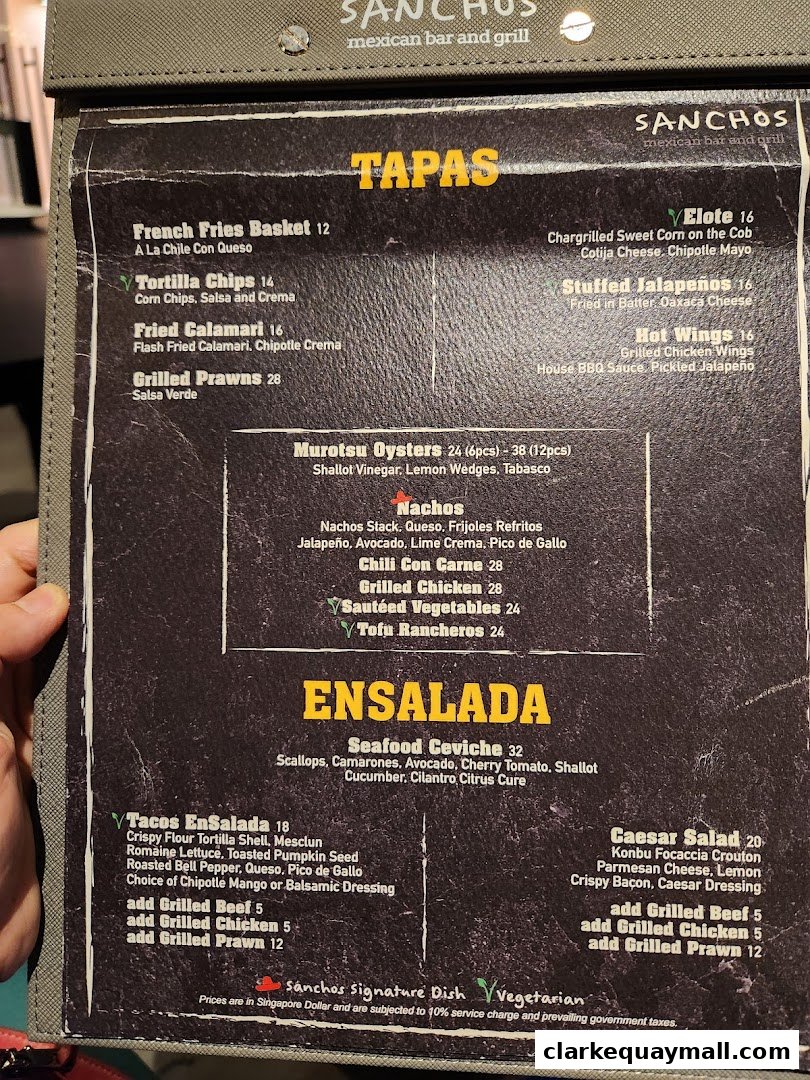 SANCHOS
mexican bar and grill
SANCHOS
mexican bar and grill
TAPAS
French Fries Basket 12
A La Chile Con Queso
Tortilla Chips 14
Corn Chips, Salsa and Crema
Fried Calamari 16
Flash Fried Calamari, Chipotle Crema
Grilled Prawns 28
Salsa Verde
Elote 16
Chargrilled Sweet Corn on the Cob
Cotija Cheese, Chipotle Mayo
Stuffed Jalapeños 16
Fried in Batter, Oaxaca Cheese
Hot Wings 16
Grilled Chicken Wings
House BBQ Sauce, Pickled Jalapeño
Murotsu Oysters 24 (6pcs) - 38 (12pcs)
Shallot Vinegar, Lemon Wedges, Tabasco
Nachos
Nachos Stack, Queso, Frijoles Refritos
Jalapeño, Avocado, Lime Crema, Pico de Gallo
Chili Con Carne 28
Grilled Chicken 28
Sautéed Vegetables 24
Tofu Rancheros 24
ENSALADA
Seafood Ceviche 32
Scallops, Camarones, Avocado, Cherry Tomato, Shallot
Cucumber, Cilantro Citrus Cure
Tacos EnSalada 18
Crispy Flour Tortilla Shell, Mesclun
Romaine Lettuce, Toasted Pumpkin Seed
Roasted Bell Pepper, Queso, Pico de Gallo
Choice of Chipotle Mango or Balsamic Dressing
add Grilled Beef 5
add Grilled Chicken 5
add Grilled Prawn 12
Caesar Salad 20
Konbu Focaccia Crouton
Parmesan Cheese, Lemon
Crispy Bacon, Caesar Dressing
add Grilled Beef 5
add Grilled Chicken 5
add Grilled Prawn 12
Sanchos Signature Dish Vegetarian
Prices are in Singapore Dollar and are subjected to 10% service charge and prevailing government taxes.
clarkequaymall.com